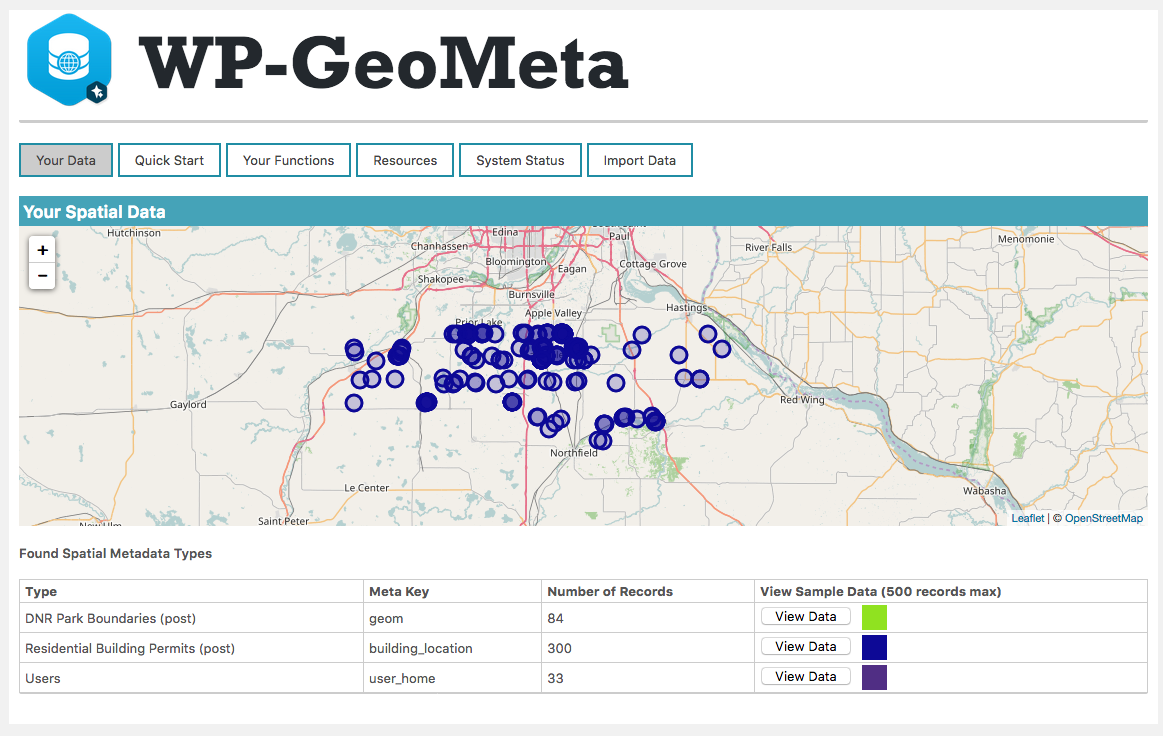 WP-GeoMeta
Your Data Quick Start Your Functions Resources System Status Import Data
Your Spatial Data
Hutchinson
Edina
Paul
Chanhassen
River Falls
Menomonie
+
Bloomington
Eagan
Cottage Grove
−
Shakopee
Burnsville
Hastings
Apple Valley
Prior Lake
Red Wing
Gaylord
Northfield
Le Center
Wabasha
Saint Peter
New Ulm
Leaflet | © OpenStreetMap
Found Spatial Metadata Types
Type Meta Key Number of Records View Sample Data (500 records max)
DNR Park Boundaries (post) geom 84 View Data
Residential Building Permits (post) building_location 300 View Data
Users user_home 33 View Data